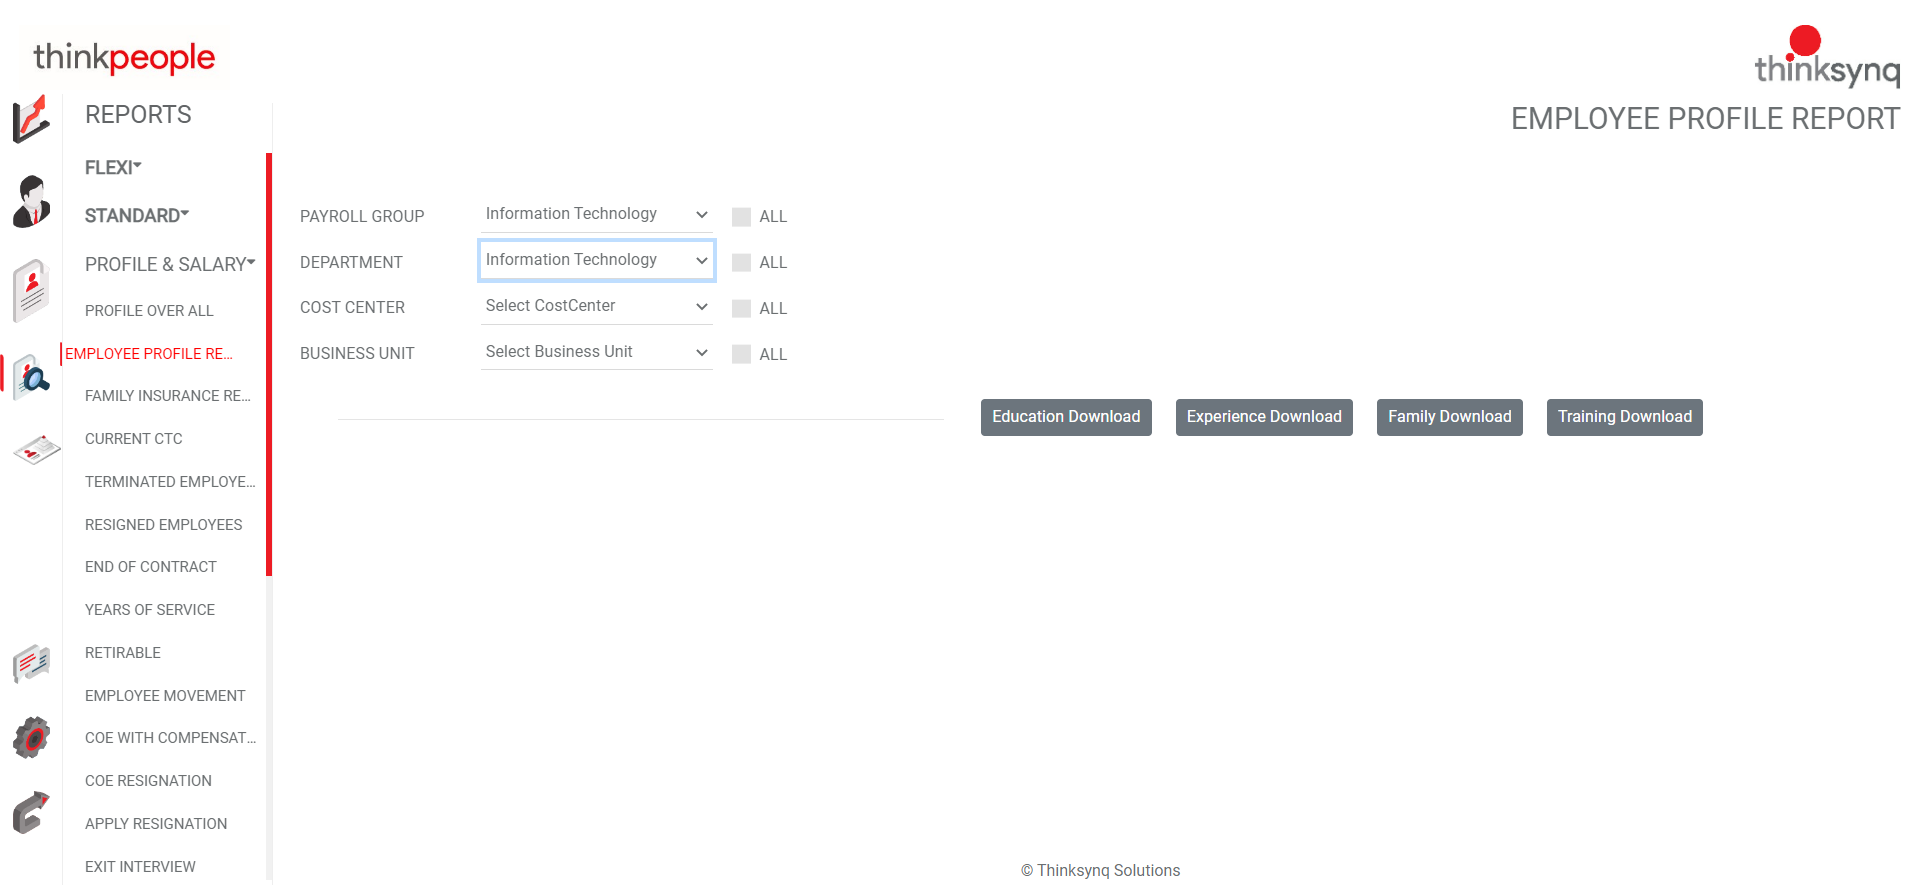 thinkpeople
thinksynq
EMPLOYEE PROFILE REPORT
REPORTS
FLEXI
STANDARD
PROFILE & SALARY
PROFILE OVER ALL
EMPLOYEE PROFILE RE...
FAMILY INSURANCE RE...
CURRENT CTC
TERMINATED EMPLOYE...
RESIGNED EMPLOYEES
END OF CONTRACT
YEARS OF SERVICE
RETIRABLE
EMPLOYEE MOVEMENT
COE WITH COMPENSAT...
COE RESIGNATION
APPLY RESIGNATION
EXIT INTERVIEW
PAYROLL GROUP Information Technology ALL
DEPARTMENT Information Technology ALL
COST CENTER Select CostCenter ALL
BUSINESS UNIT Select Business Unit ALL
Education Download Experience Download Family Download Training Download
© Thinksynq Solutions